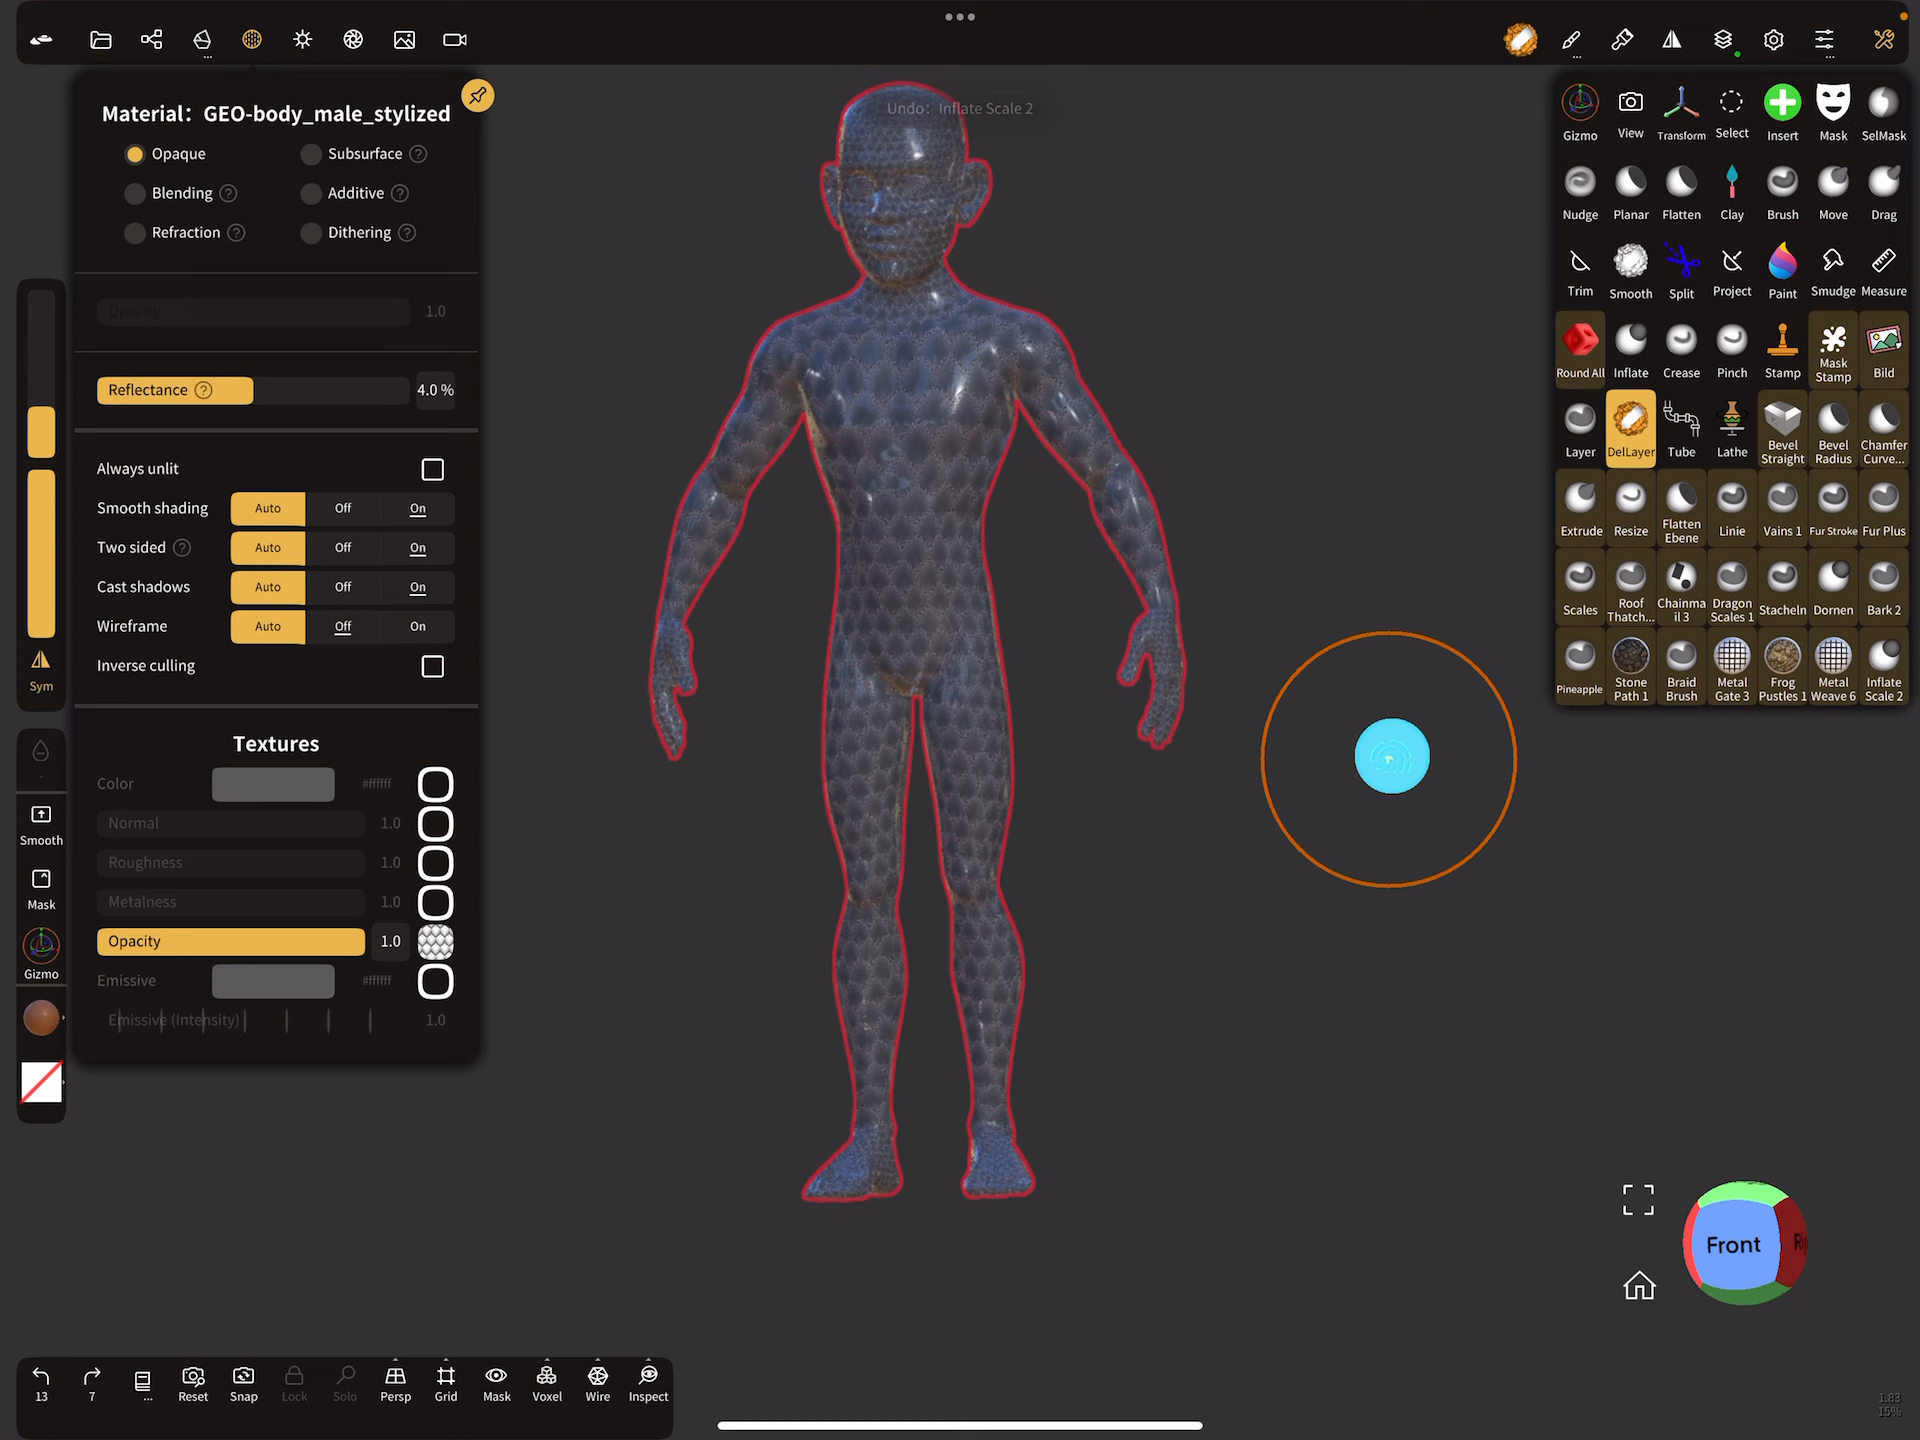 Material: GEO-body_male_stylized
Opaque
Subsurface ?
Blending ?
Additive ?
Refraction ?
Dithering ?
Opacity 1.0
Reflectance ? 4.0 %
Always unlit
Smooth shading Auto Off On
Two sided ? Auto Off On
Cast shadows Auto Off On
Wireframe Auto Off On
Inverse culling
Textures
Color #ffffff
Normal 1.0
Roughness 1.0
Metalness 1.0
Opacity 1.0
Emissive #ffffff
Emissive (Intensity) 1.0
Sym
Smooth
Mask
Gizmo
Undo: Inflate Scale 2
Gizmo View Transform Select Insert Mask SelMask
Nudge Planar Flatten Clay Brush Move Drag
Trim Smooth Split Project Paint Smudge Measure
Round All Inflate Crease Pinch Stamp Mask Stamp Bild
Layer DelLayer Tube Lathe Bevel Straight Bevel Radius Chamfer Curve...
Extrude Resize Flatten Ebene Linie Vains 1 Fur Stroke Fur Plus
Scales Roof Thatch... Chainmail 3 Dragon Scales 1 Stacheln Dornen Bark 2
Pineapple Stone Path 1 Braid Brush Metal Gate 3 Frog Pustles 1 Metal Weave 6 Inflate Scale 2
Front
13 7 ... Reset Snap Lock Solo Persp Grid Mask Voxel Wire Inspect
1.83
15%